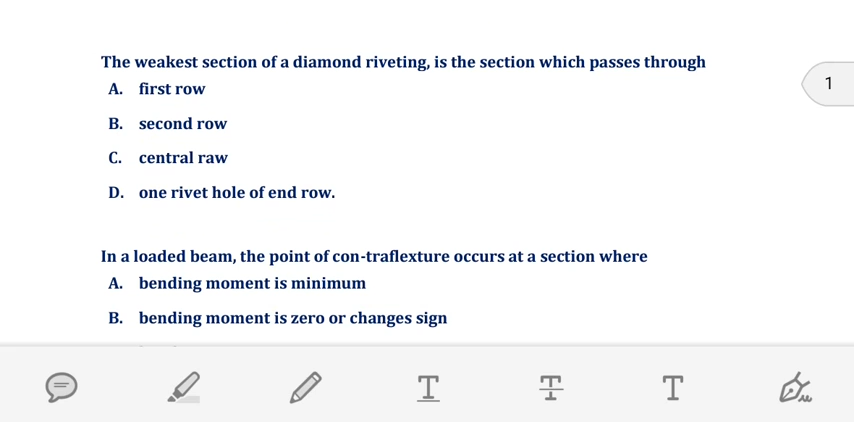 The weakest section of a diamond riveting, is the section which passes through
1
A. first row
B. second row
C. central raw
D. one rivet hole of end row.
In a loaded beam, the point of con-traflexture occurs at a section where
A. bending moment is minimum
B. bending moment is zero or changes sign
T
T
T